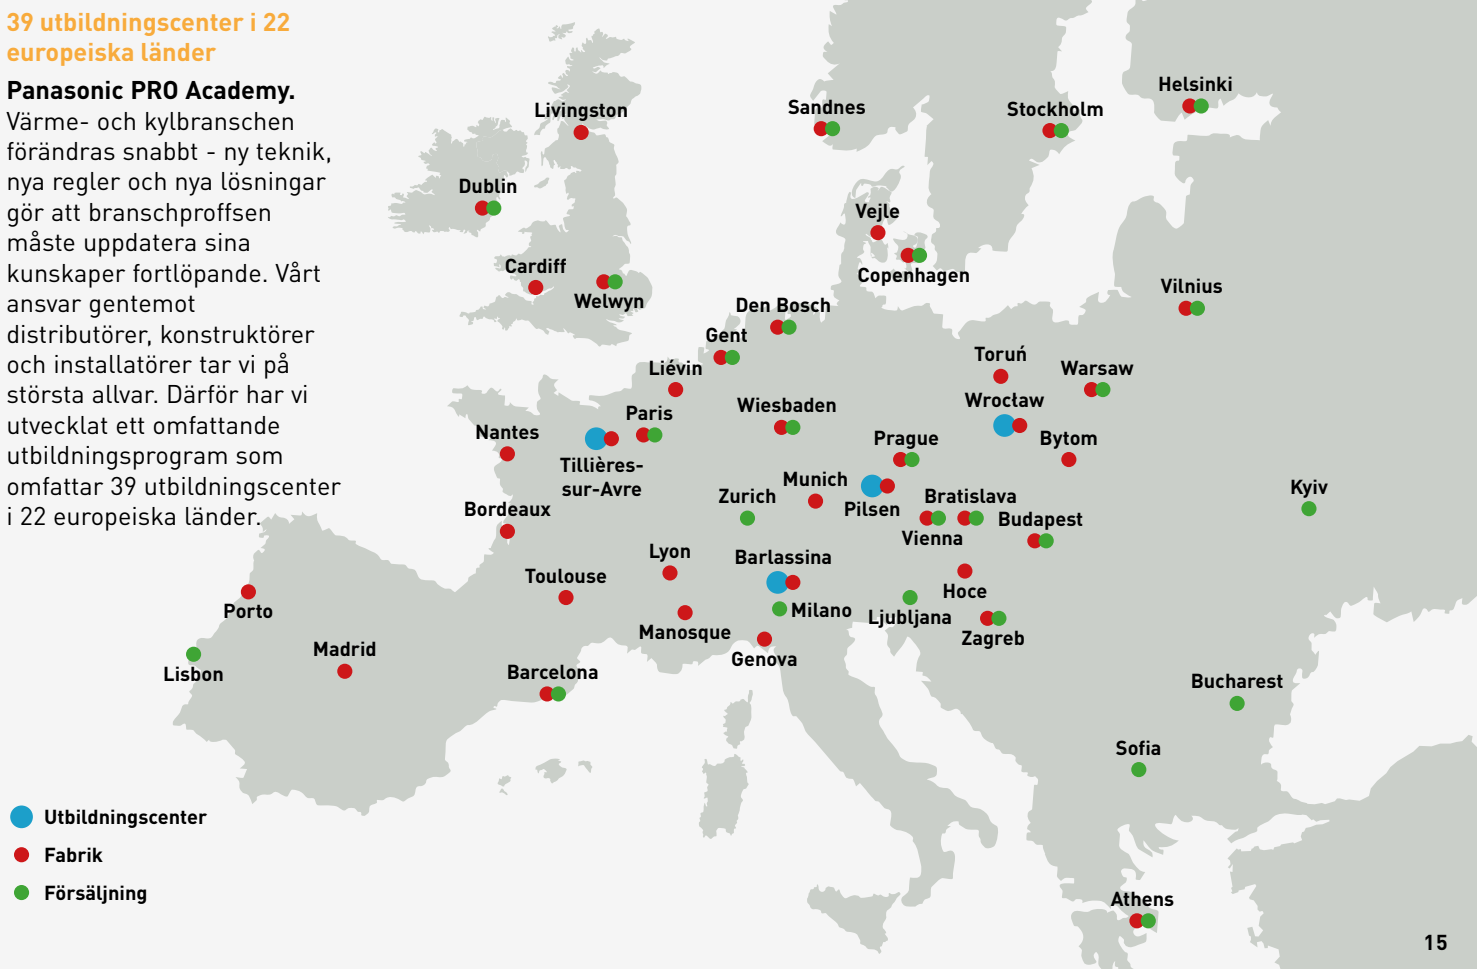 39 utbildningscenter i 22
europeiska länder
Panasonic PRO Academy.
Värme- och kylbranschen
förändras snabbt - ny teknik,
nya regler och nya lösningar
gör att branschproffsen
måste uppdatera sina
kunskaper fortlöpande. Vårt
ansvar gentemot
distributörer, konstruktörer
och installatörer tar vi på
största allvar. Därför har vi
utvecklat ett omfattande
utbildningsprogram som
omfattar 39 utbildningscenter
i 22 europeiska länder.
Helsinki
Sandnes
Stockholm
Livingston
Dublin
Vejle
Cardiff
Copenhagen
Welwyn
Vilnius
Den Bosch
Gent
Toruń
Liévin
Warsaw
Wrocław
Wiesbaden
Paris
Nantes
Prague
Bytom
Tillières-
sur-Avre
Munich
Kyiv
Zurich
Pilsen
Bratislava
Bordeaux
Budapest
Vienna
Lyon
Barlassina
Toulouse
Hoce
Porto
Milano
Ljubljana
Manosque
Zagreb
Madrid
Genova
Lisbon
Barcelona
Bucharest
Sofia
Utbildningscenter
Fabrik
Försäljning
Athens
15